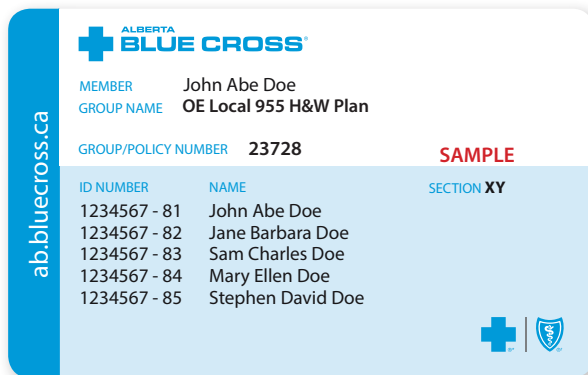 ALBERTA
BLUE CROSS®
MEMBER John Abe Doe
GROUP NAME OE Local 955 H&W Plan
GROUP/POLICY NUMBER 23728
SAMPLE
ID NUMBER NAME SECTION XY
1234567 - 81 John Abe Doe
1234567 - 82 Jane Barbara Doe
1234567 - 83 Sam Charles Doe
1234567 - 84 Mary Ellen Doe
1234567 - 85 Stephen David Doe
ab.bluecross.ca